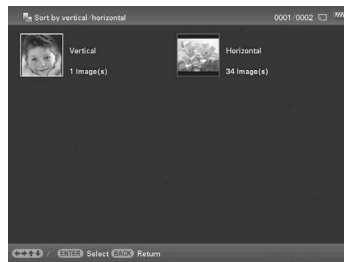 Sort by vertical/horizontal 0001/0002
Vertical
1 Image(s)
Horizontal
34 Image(s)
/ ENTER Select BACK Return